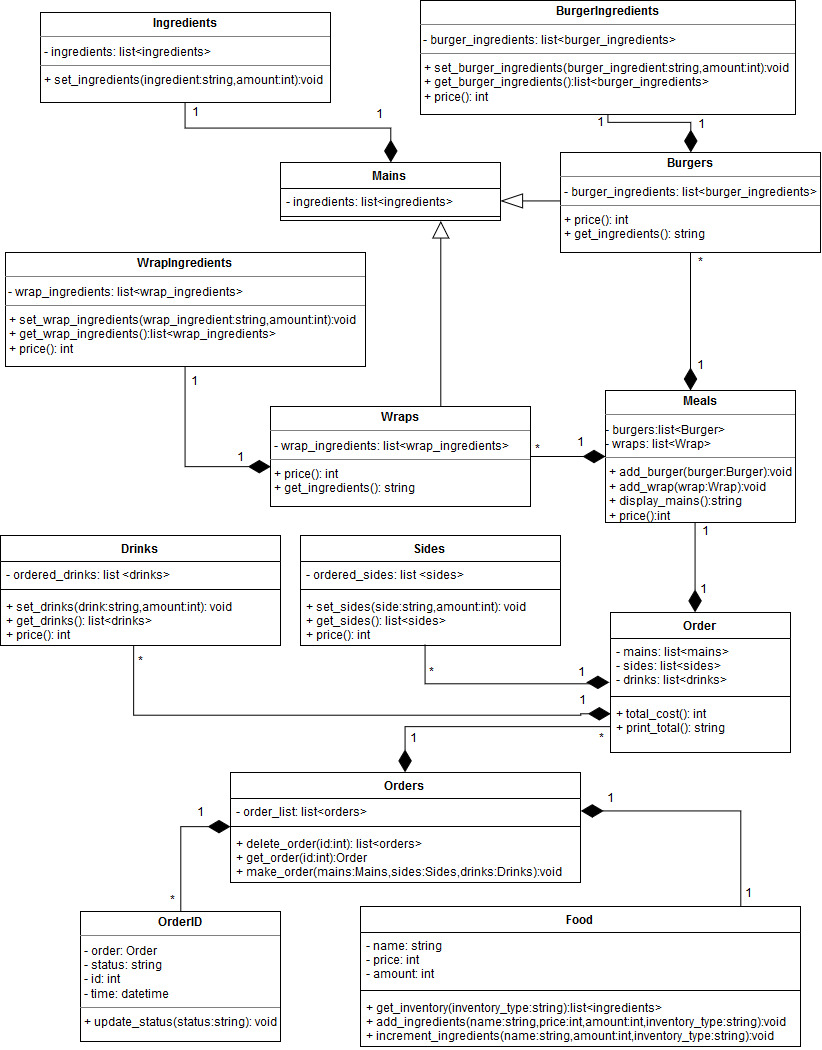 Ingredients
- ingredients: list<ingredients>
+ set_ingredients(ingredient:string,amount:int):void
BurgerIngredients
- burger_ingredients: list<burger_ingredients>
+ set_burger_ingredients(burger_ingredient:string,amount:int):void
+ get_burger_ingredients():list<burger_ingredients>
+ price(): int
1
1
1
1
Mains
- ingredients: list<ingredients>
Burgers
- burger_ingredients: list<burger_ingredients>
+ price(): int
+ get_ingredients(): string
*
1
WrapIngredients
- wrap_ingredients: list<wrap_ingredients>
+ set_wrap_ingredients(wrap_ingredient:string,amount:int):void
+ get_wrap_ingredients():list<wrap_ingredients>
+ price(): int
1
1
Wraps
- wrap_ingredients: list<wrap_ingredients>
+ price(): int
+ get_ingredients(): string
*
1
Meals
- burgers:list<Burger>
- wraps: list<Wrap>
+ add_burger(burger:Burger):void
+ add_wrap(wrap:Wrap):void
+ display_mains():string
+ price():int
1
1
Drinks
- ordered_drinks: list <drinks>
+ set_drinks(drink:string,amount:int): void
+ get_drinks(): list<drinks>
+ price(): int
*
1
Sides
- ordered_sides: list <sides>
+ set_sides(side:string,amount:int): void
+ get_sides(): list<sides>
+ price(): int
*
1
Order
- mains: list<mains>
- sides: list<sides>
- drinks: list<drinks>
+ total_cost(): int
+ print_total(): string
*
1
Orders
- order_list: list<orders>
+ delete_order(id:int): list<orders>
+ get_order(id:int):Order
+ make_order(mains:Mains,sides:Sides,drinks:Drinks):void
1
*
1
1
OrderID
- order: Order
- status: string
- id: int
- time: datetime
+ update_status(status:string): void
Food
- name: string
- price: int
- amount: int
+ get_inventory(inventory_type:string):list<ingredients>
+ add_ingredients(name:string,price:int,amount:int,inventory_type:string):void
+ increment_ingredients(name:string,amount:int,inventory_type:string):void